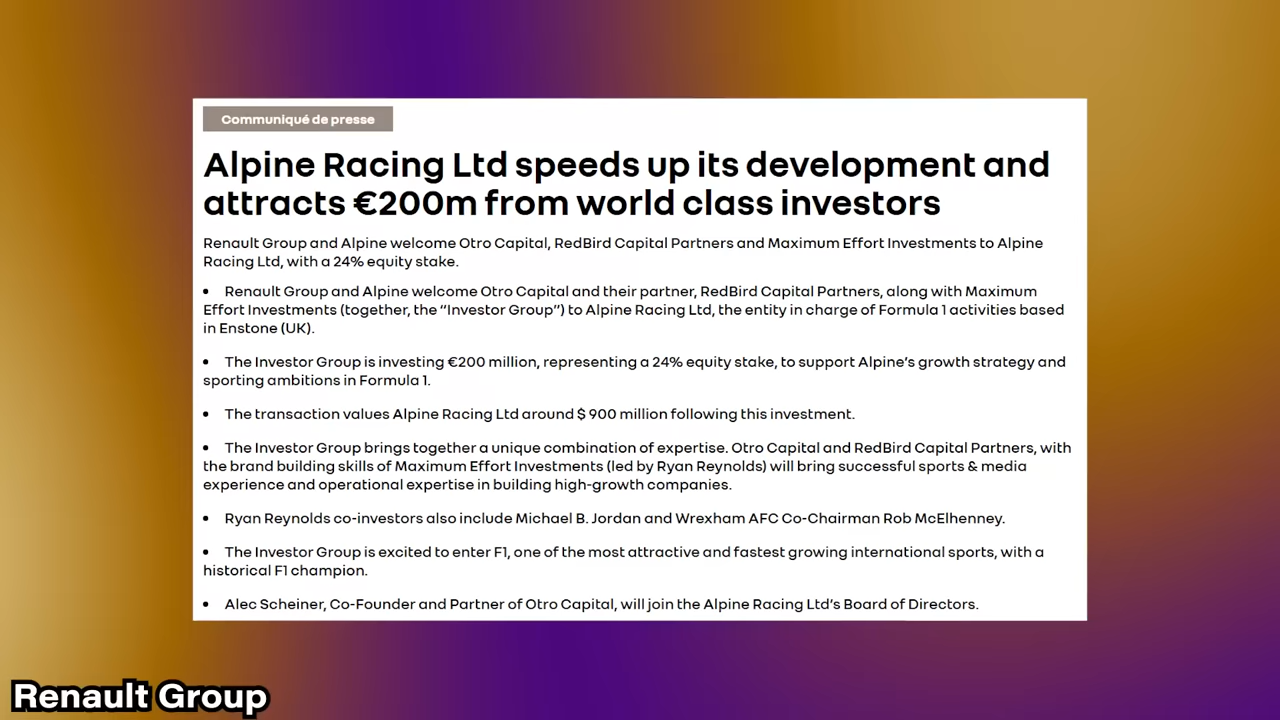 Communiqué de presse
Alpine Racing Ltd speeds up its development and
attracts €200m from world class investors
Renault Group and Alpine welcome Otro Capital, RedBird Capital Partners and Maximum Effort Investments to Alpine
Racing Ltd, with a 24% equity stake.
• Renault Group and Alpine welcome Otro Capital and their partner, RedBird Capital Partners, along with Maximum
Effort Investments (together, the “Investor Group”) to Alpine Racing Ltd, the entity in charge of Formula 1 activities based
in Enstone (UK).
• The Investor Group is investing €200 million, representing a 24% equity stake, to support Alpine’s growth strategy and
sporting ambitions in Formula 1.
• The transaction values Alpine Racing Ltd around $ 900 million following this investment.
• The Investor Group brings together a unique combination of expertise. Otro Capital and RedBird Capital Partners, with
the brand building skills of Maximum Effort Investments (led by Ryan Reynolds) will bring successful sports & media
experience and operational expertise in building high-growth companies.
• Ryan Reynolds co-investors also include Michael B. Jordan and Wrexham AFC Co-Chairman Rob McElhenney.
• The Investor Group is excited to enter F1, one of the most attractive and fastest growing international sports, with a
historical F1 champion.
• Alec Scheiner, Co-Founder and Partner of Otro Capital, will join the Alpine Racing Ltd’s Board of Directors.
Renault Group